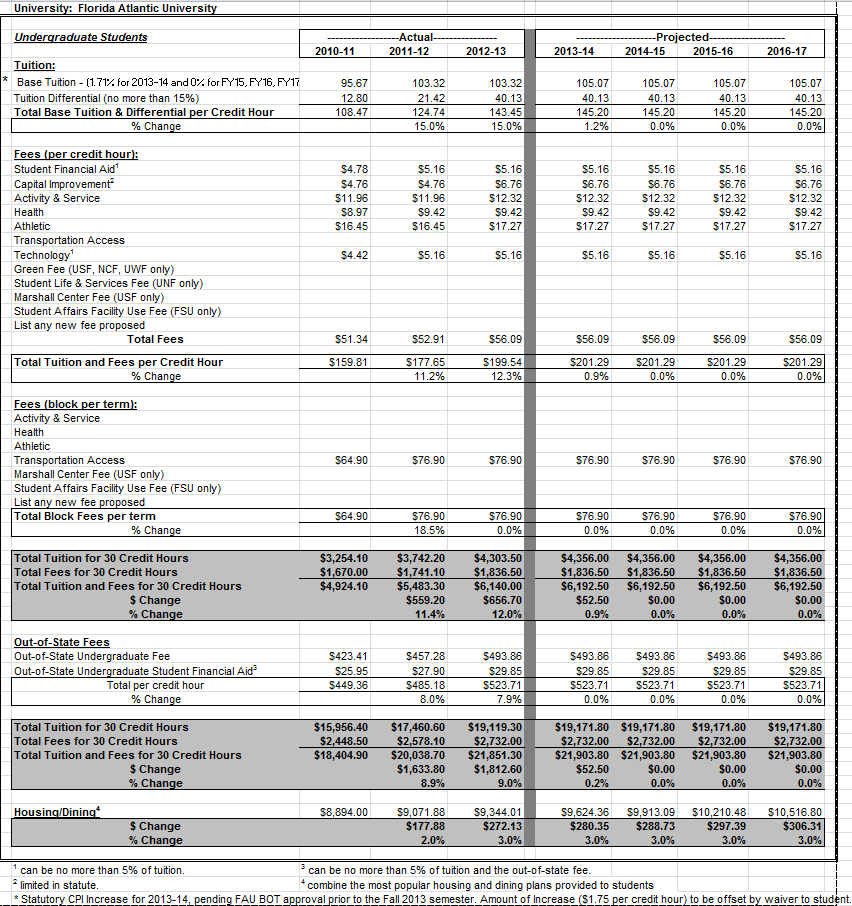 University: Florida Atlantic University
Undergraduate Students ------------------Actual---------------- --------------------Projected-------------------
2010-11 2011-12 2012-13 2013-14 2014-15 2015-16 2016-17
Tuition:
* Base Tuition - (1.71% for 2013-14 and 0% for FY15, FY16, FY17 95.67 103.32 103.32 105.07 105.07 105.07 105.07
Tuition Differential (no more than 15%) 12.80 21.42 40.13 40.13 40.13 40.13 40.13
Total Base Tuition & Differential per Credit Hour 108.47 124.74 143.45 145.20 145.20 145.20 145.20
% Change 15.0% 15.0% 1.2% 0.0% 0.0% 0.0%
Fees (per credit hour):
Student Financial Aid¹ $4.78 $5.16 $5.16 $5.16 $5.16 $5.16 $5.16
Capital Improvement² $4.76 $4.76 $6.76 $6.76 $6.76 $6.76 $6.76
Activity & Service $11.96 $11.96 $12.32 $12.32 $12.32 $12.32 $12.32
Health $8.97 $9.42 $9.42 $9.42 $9.42 $9.42 $9.42
Athletic $16.45 $16.45 $17.27 $17.27 $17.27 $17.27 $17.27
Transportation Access
Technology¹ $4.42 $5.16 $5.16 $5.16 $5.16 $5.16 $5.16
Green Fee (USF, NCF, UWF only)
Student Life & Services Fee (UNF only)
Marshall Center Fee (USF only)
Student Affairs Facility Use Fee (FSU only)
List any new fee proposed
Total Fees $51.34 $52.91 $56.09 $56.09 $56.09 $56.09 $56.09
Total Tuition and Fees per Credit Hour $159.81 $177.65 $199.54 $201.29 $201.29 $201.29 $201.29
% Change 11.2% 12.3% 0.9% 0.0% 0.0% 0.0%
Fees (block per term):
Activity & Service
Health
Athletic
Transportation Access $64.90 $76.90 $76.90 $76.90 $76.90 $76.90 $76.90
Marshall Center Fee (USF only)
Student Affairs Facility Use Fee (FSU only)
List any new fee proposed
Total Block Fees per term $64.90 $76.90 $76.90 $76.90 $76.90 $76.90 $76.90
% Change 18.5% 0.0% 0.0% 0.0% 0.0% 0.0%
Total Tuition for 30 Credit Hours $3,254.10 $3,742.20 $4,303.50 $4,356.00 $4,356.00 $4,356.00 $4,356.00
Total Fees for 30 Credit Hours $1,670.00 $1,741.10 $1,836.50 $1,836.50 $1,836.50 $1,836.50 $1,836.50
Total Tuition and Fees for 30 Credit Hours $4,924.10 $5,483.30 $6,140.00 $6,192.50 $6,192.50 $6,192.50 $6,192.50
$ Change $559.20 $656.70 $52.50 $0.00 $0.00 $0.00
% Change 11.4% 12.0% 0.9% 0.0% 0.0% 0.0%
Out-of-State Fees
Out-of-State Undergraduate Fee $423.41 $457.28 $493.86 $493.86 $493.86 $493.86 $493.86
Out-of-State Undergraduate Student Financial Aid³ $25.95 $27.90 $29.85 $29.85 $29.85 $29.85 $29.85
Total per credit hour $449.36 $485.18 $523.71 $523.71 $523.71 $523.71 $523.71
% Change 8.0% 7.9% 0.0% 0.0% 0.0% 0.0%
Total Tuition for 30 Credit Hours $15,956.40 $17,460.60 $19,119.30 $19,171.80 $19,171.80 $19,171.80 $19,171.80
Total Fees for 30 Credit Hours $2,448.50 $2,578.10 $2,732.00 $2,732.00 $2,732.00 $2,732.00 $2,732.00
Total Tuition and Fees for 30 Credit Hours $18,404.90 $20,038.70 $21,851.30 $21,903.80 $21,903.80 $21,903.80 $21,903.80
$ Change $1,633.80 $1,812.60 $52.50 $0.00 $0.00 $0.00
% Change 8.9% 9.0% 0.2% 0.0% 0.0% 0.0%
Housing/Dining⁴ $8,894.00 $9,071.88 $9,344.01 $9,624.36 $9,913.09 $10,210.48 $10,516.80
$ Change $177.88 $272.13 $280.35 $288.73 $297.39 $306.31
% Change 2.0% 3.0% 3.0% 3.0% 3.0% 3.0%
¹ can be no more than 5% of tuition. ³ can be no more than 5% of tuition and the out-of-state fee.
² limited in statute. ⁴ combine the most popular housing and dining plans provided to students
* Statutory CPI Increase for 2013-14, pending FAU BOT approval prior to the Fall 2013 semester. Amount of Increase ($1.75 per credit hour) to be offset by waiver to student.